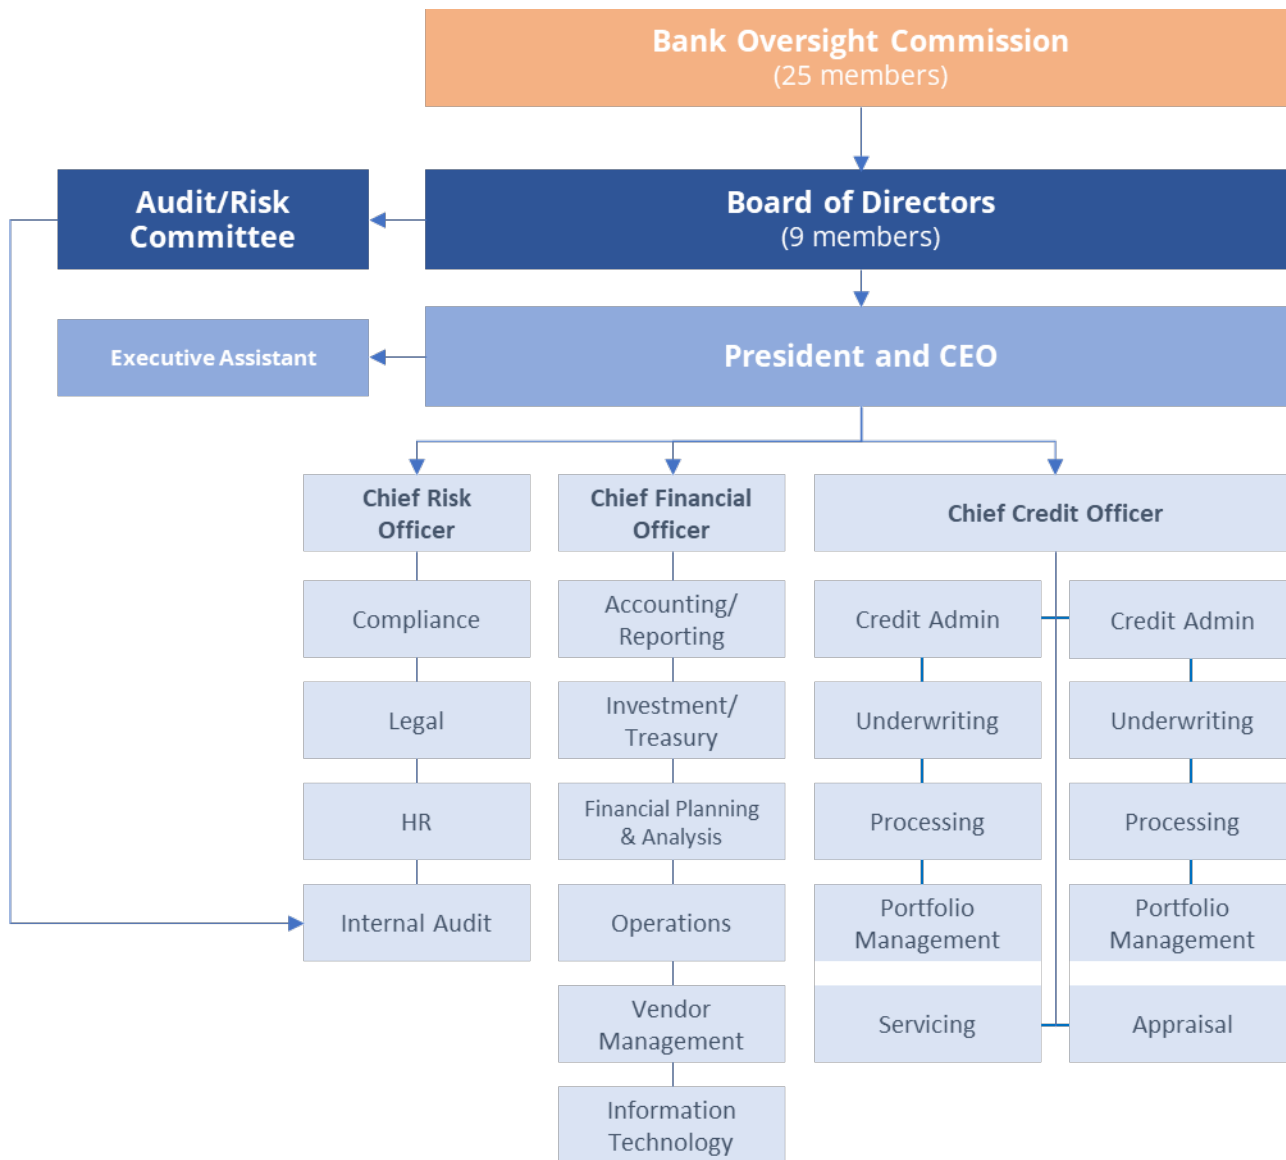 Bank Oversight Commission
(25 members)
Audit/Risk
Committee
Board of Directors
(9 members)
Executive Assistant
President and CEO
Chief Risk
Officer
Chief Financial
Officer
Chief Credit Officer
Compliance
Accounting/
Reporting
Credit Admin
Credit Admin
Legal
Investment/
Treasury
Underwriting
Underwriting
HR
Financial Planning
& Analysis
Processing
Processing
Internal Audit
Operations
Portfolio
Management
Portfolio
Management
Vendor
Management
Servicing
Appraisal
Information
Technology